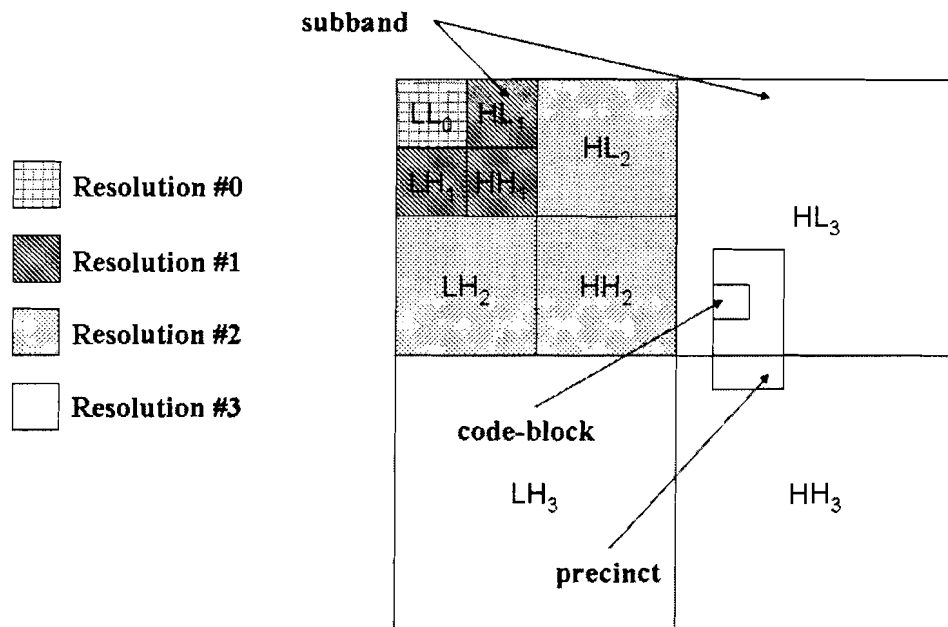 subband
LL₀
HL₁
HL₂
LH₁
HH₁
HL₃
LH₂
HH₂
Resolution #0
Resolution #1
Resolution #2
Resolution #3
code-block
LH₃
HH₃
precinct